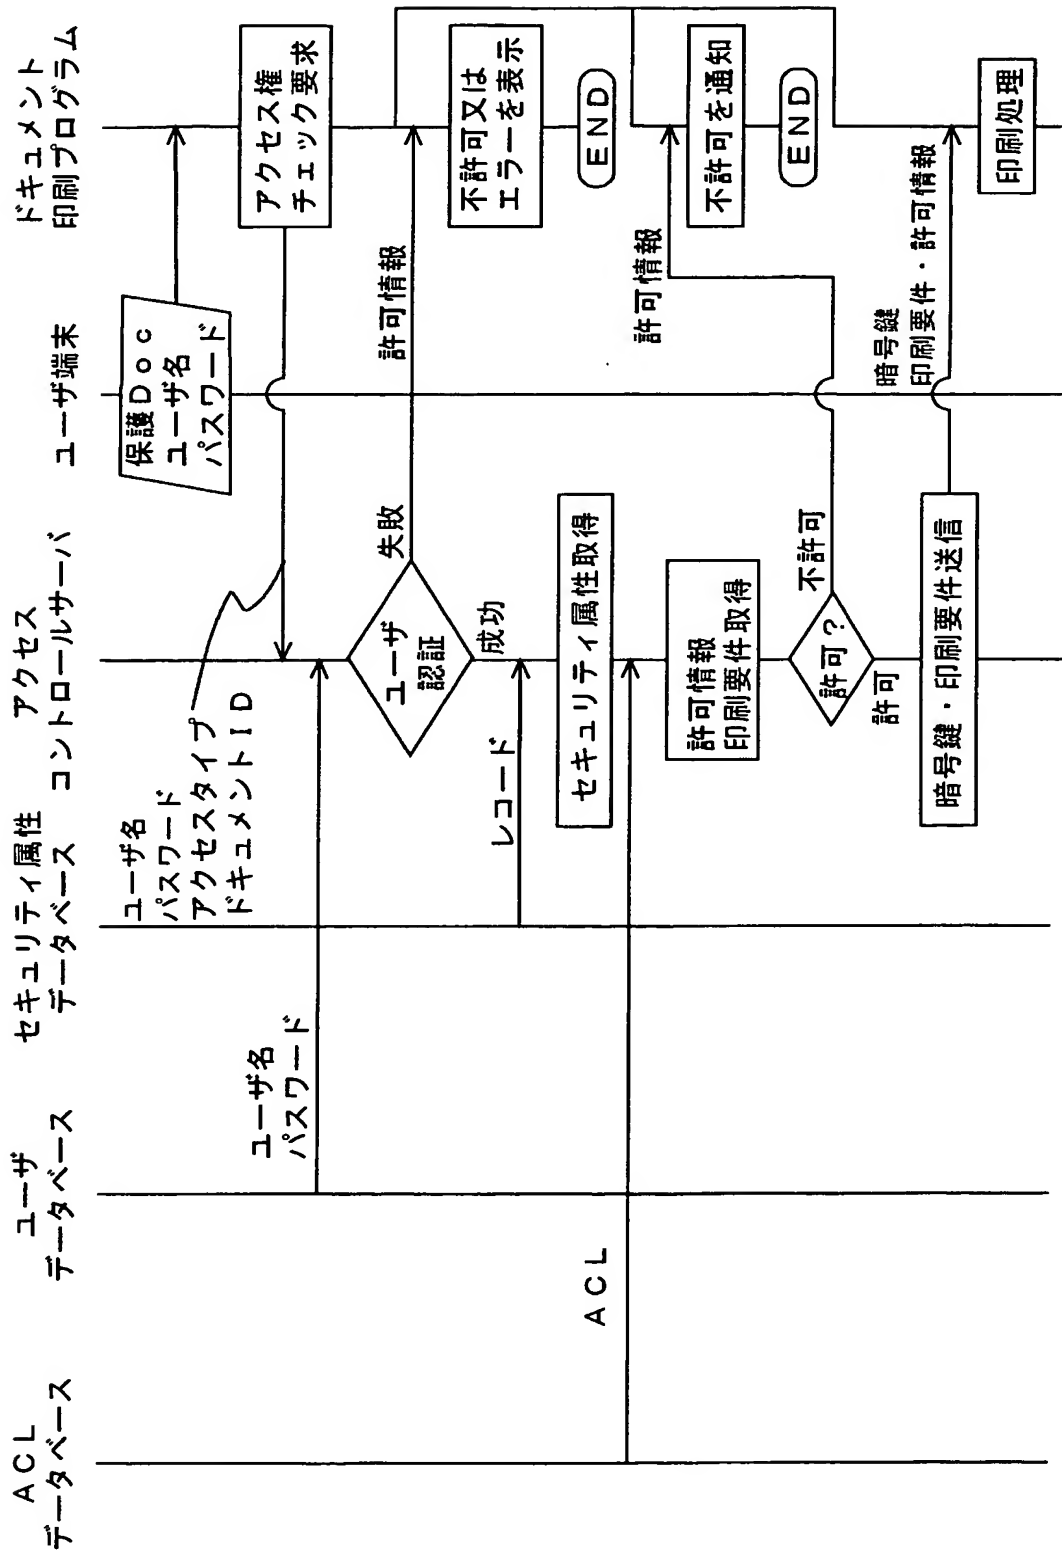 ドキュメント
印刷プログラム
ユーザ端末
アクセス
コントロールサーバ
セキュリティ属性
データベース
ユーザ
データベース
ACL
データベース
保護Doc
ユーザ名
パスワード
アクセス権
チェック要求
ユーザ名
パスワード
アクセスタイプ
ドキュメントID
ユーザ名
パスワード
ユーザ
認証
失敗
成功
許可情報
不許可又は
エラーを表示
END
レコード
セキュリティ属性取得
ACL
許可情報
印刷要件取得
許可?
不許可
許可
許可情報
不許可を通知
END
暗号鍵・印刷要件送信
暗号鍵
印刷要件・許可情報
印刷処理